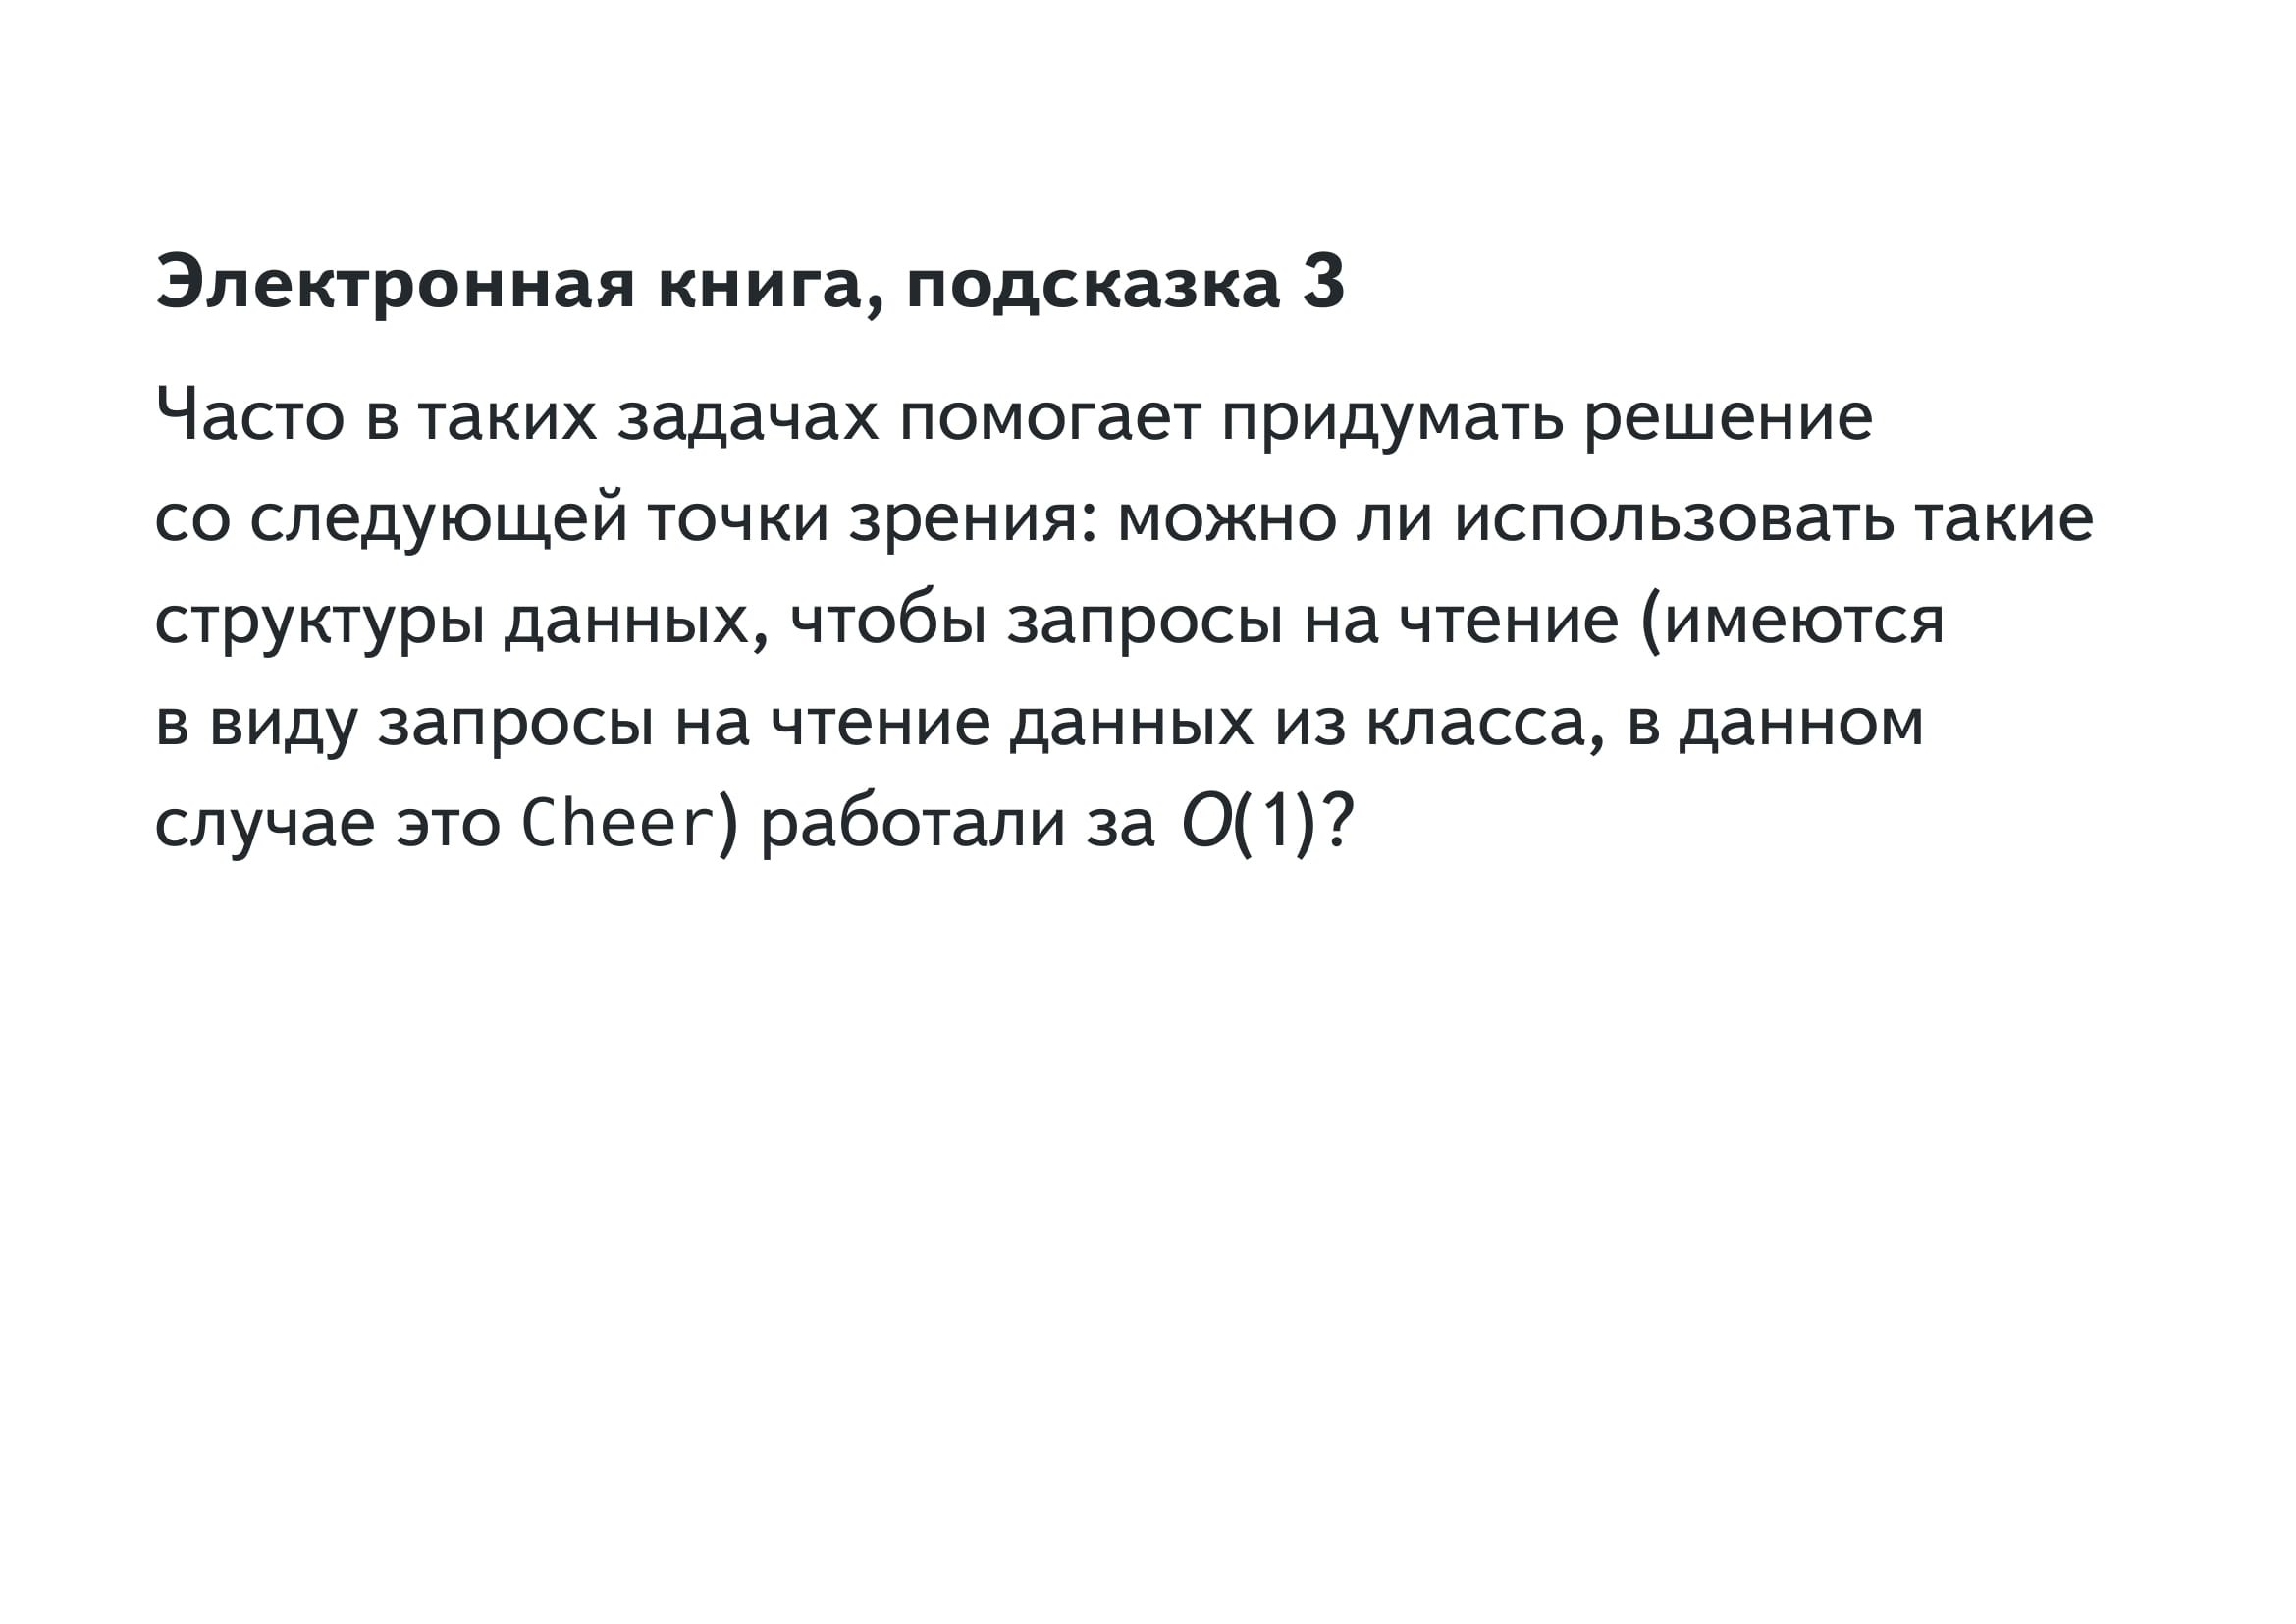 Электронная книга, подсказка 3
Часто в таких задачах помогает придумать решение
со следующей точки зрения: можно ли использовать такие
структуры данных, чтобы запросы на чтение (имеются
в виду запросы на чтение данных из класса, в данном
случае это Cheer) работали за O(1)?